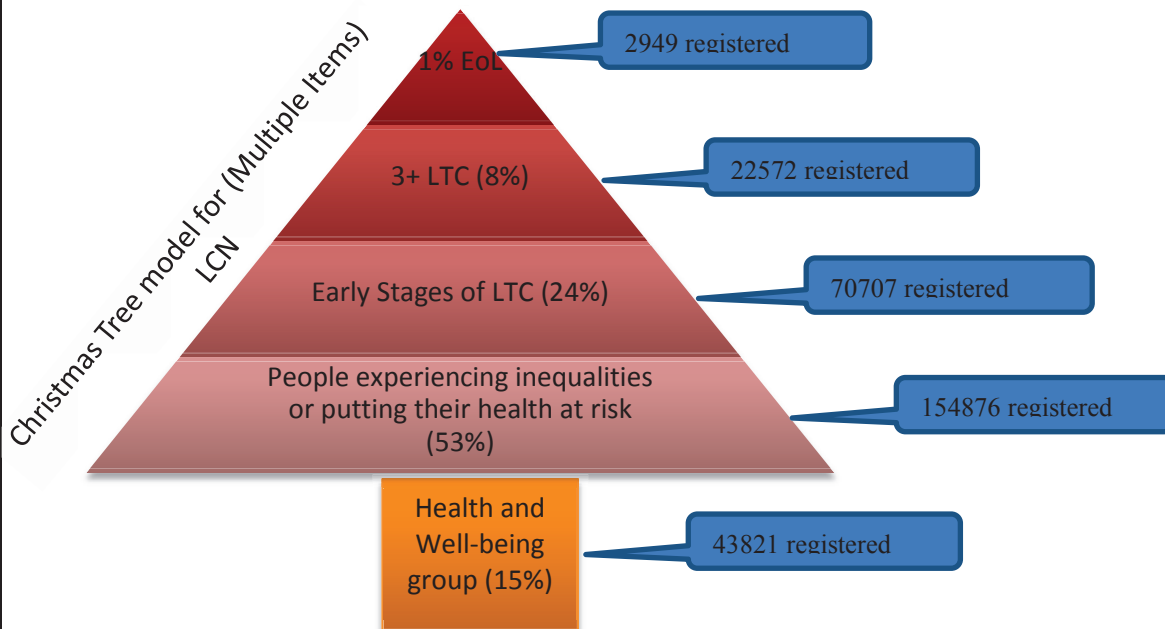 Christmas Tree model for (Multiple Items)
LCN
1% EoL
2949 registered
3+ LTC (8%)
22572 registered
Early Stages of LTC (24%)
70707 registered
People experiencing inequalities
or putting their health at risk
(53%)
154876 registered
Health and
Well-being
group (15%)
43821 registered